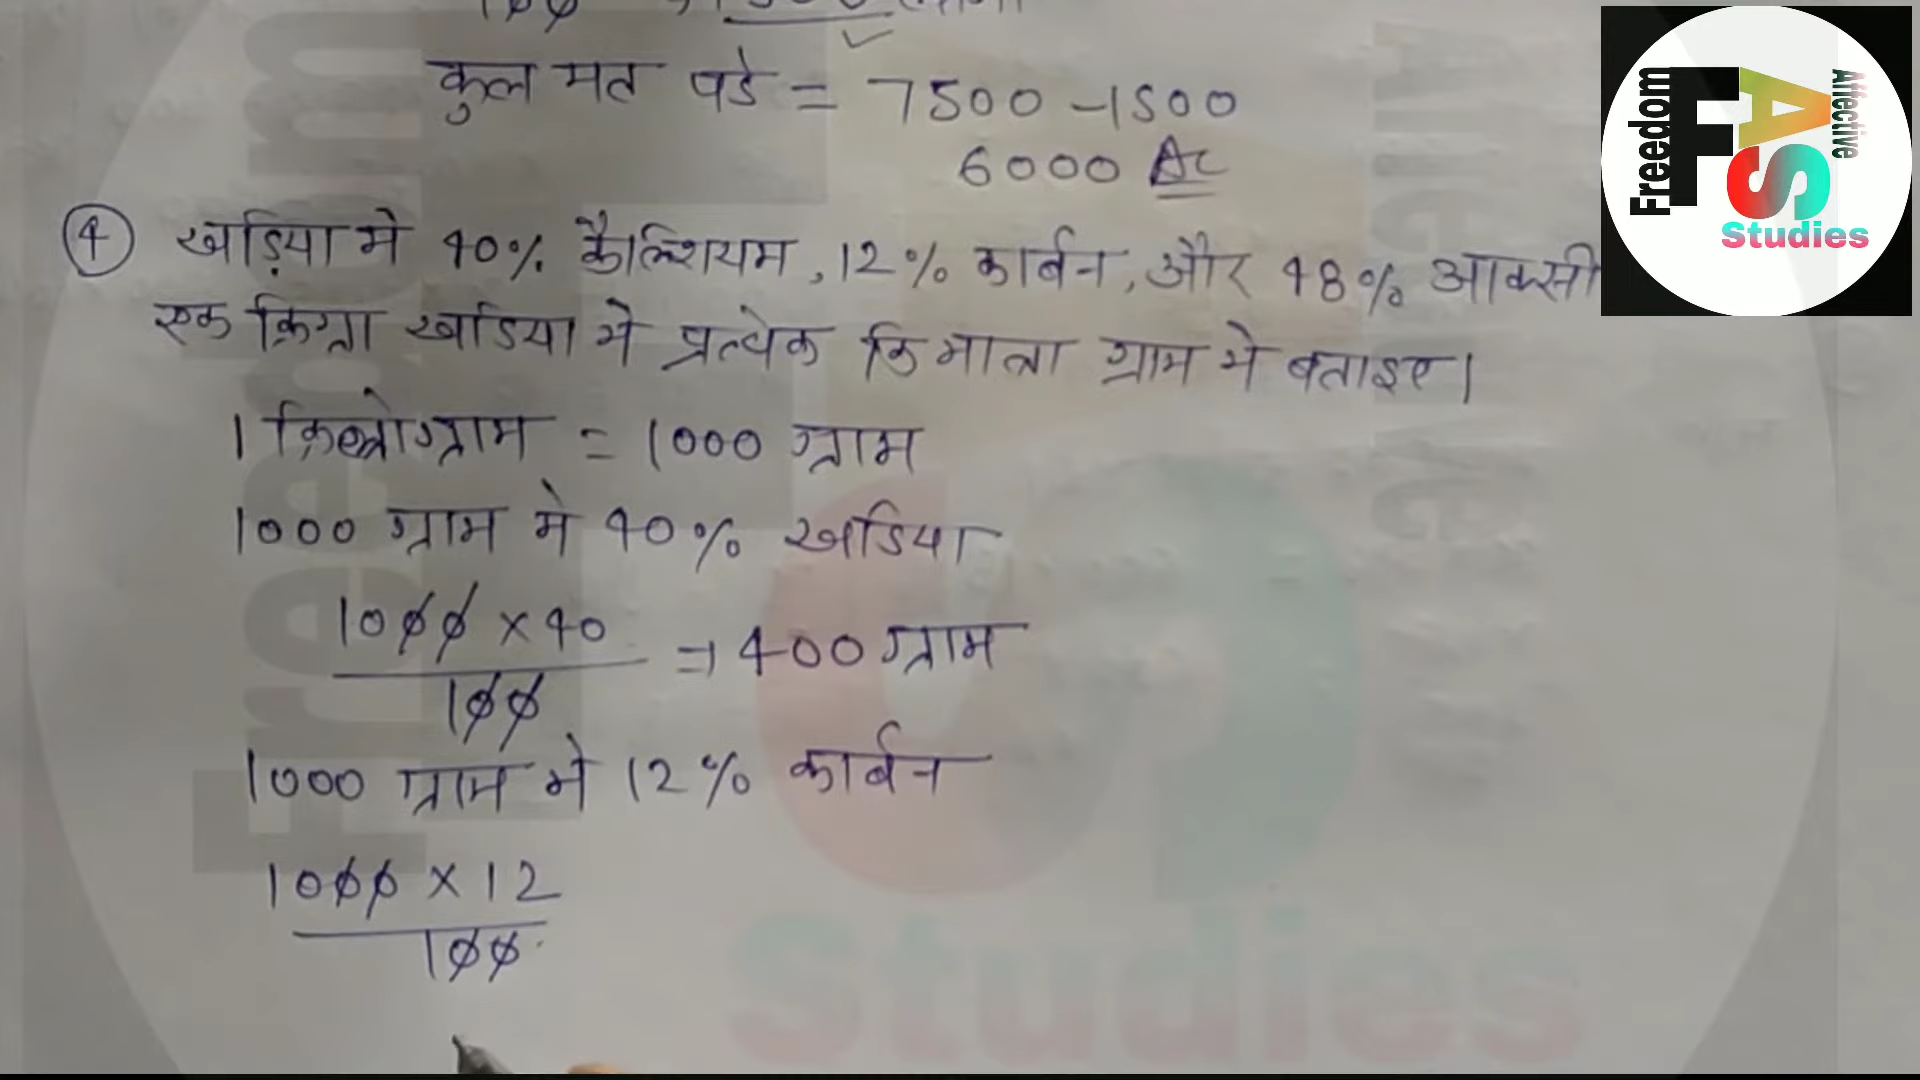 कुल मत पडे = 7500 - 1500
6000 Ac
④ खड़िया मे 40% कैल्शियम, 12% कार्बन, और 48% आक्सी
एक किग्रा खडिया मे प्रत्येक कि मात्रा ग्राम मे बताइए।
1 किलोग्राम = 1000 ग्राम
1000 ग्राम मे 40% खडिया
1000 × 40
100
= 400 ग्राम
1000 ग्राम मे 12% कार्बन
1000 × 12
100
Freedom
FAS
Affective
Studies